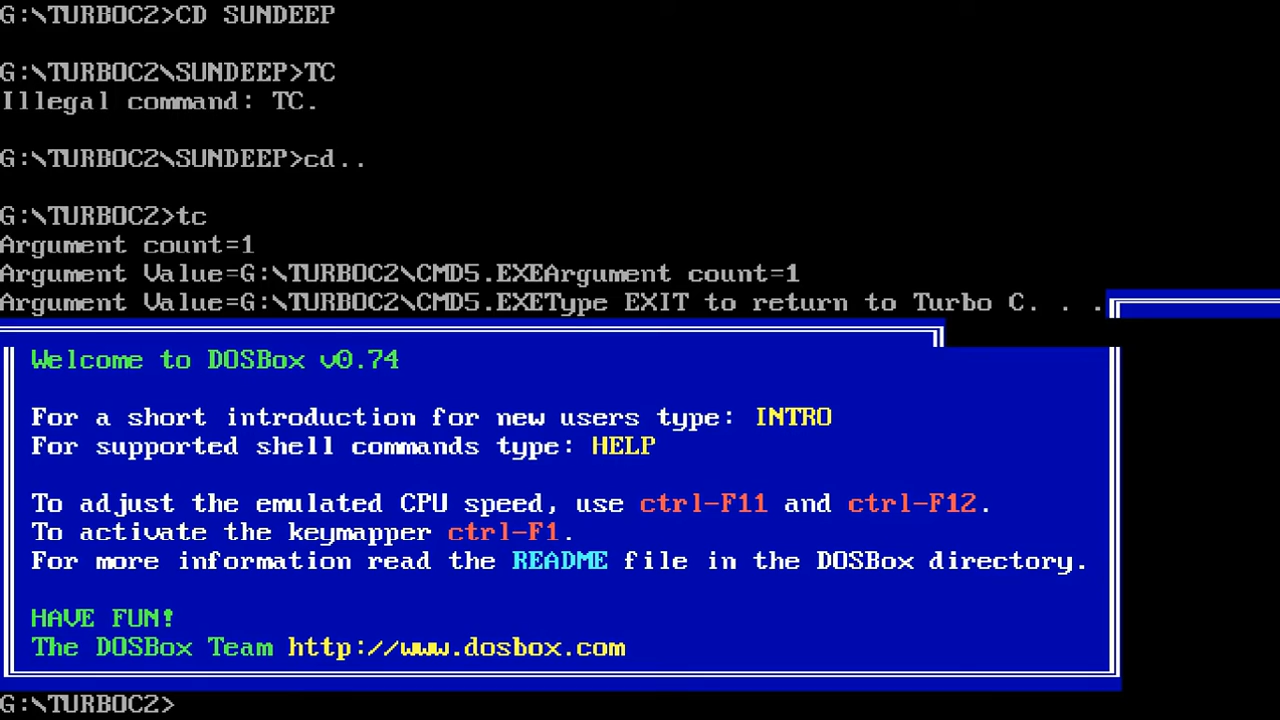 G:\TURBOC2>CD SUNDEEP
G:\TURBOC2\SUNDEEP>TC
Illegal command: TC.
G:\TURBOC2\SUNDEEP>cd..
G:\TURBOC2>tc
Argument count=1
Argument Value=G:\TURBOC2\CMD5.EXEArgument count=1
Argument Value=G:\TURBOC2\CMD5.EXEType EXIT to return to Turbo C. . .
Welcome to DOSBox v0.74
For a short introduction for new users type: INTRO
For supported shell commands type: HELP
To adjust the emulated CPU speed, use ctrl-F11 and ctrl-F12.
To activate the keymapper ctrl-F1.
For more information read the README file in the DOSBox directory.
HAVE FUN!
The DOSBox Team http://www.dosbox.com
G:\TURBOC2>